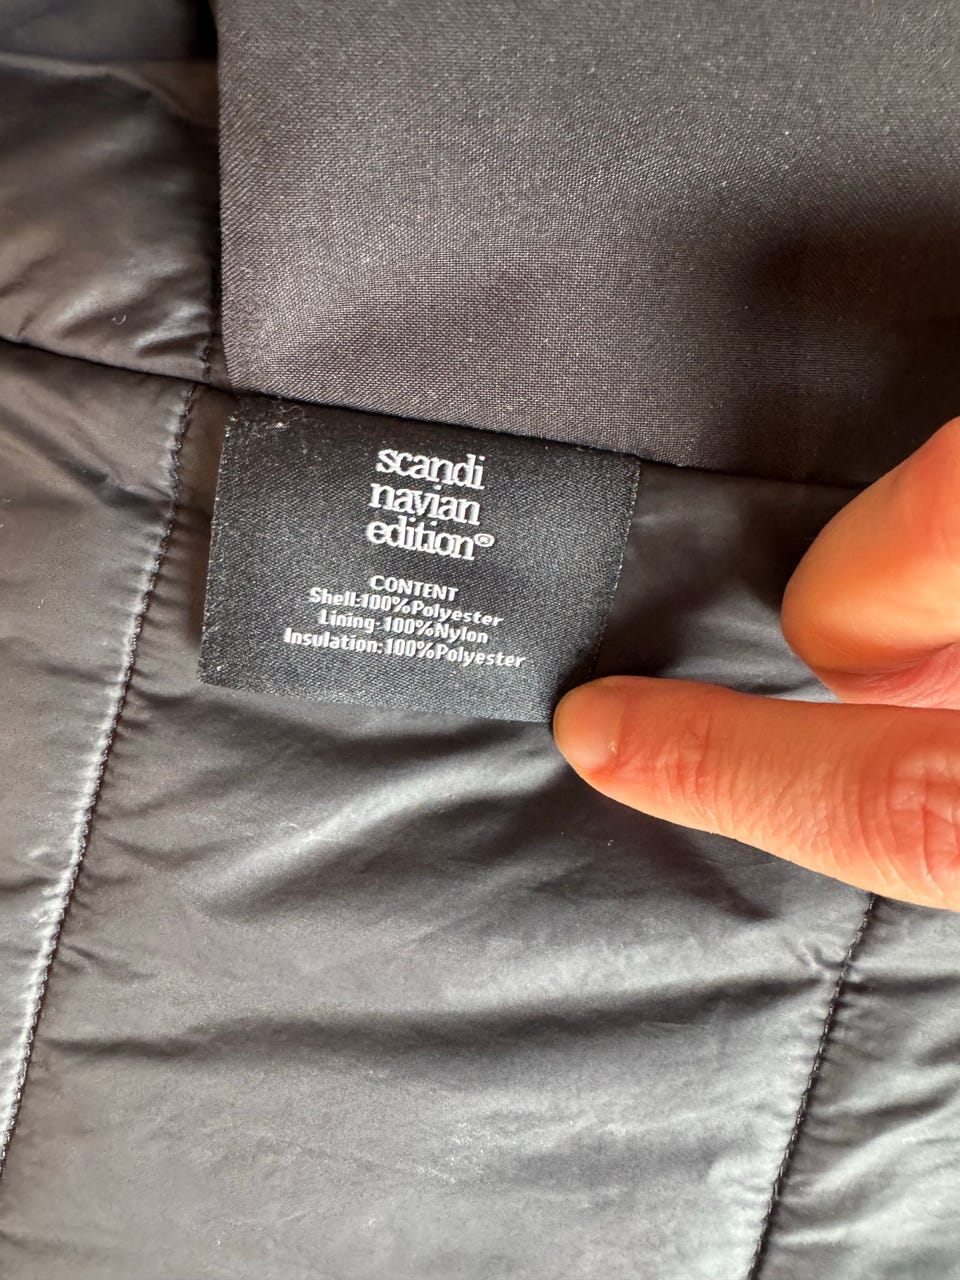 scandi
navian
edition®
CONTENT
Shell:100%Polyester
Lining:100%Nylon
Insulation:100%Polyester